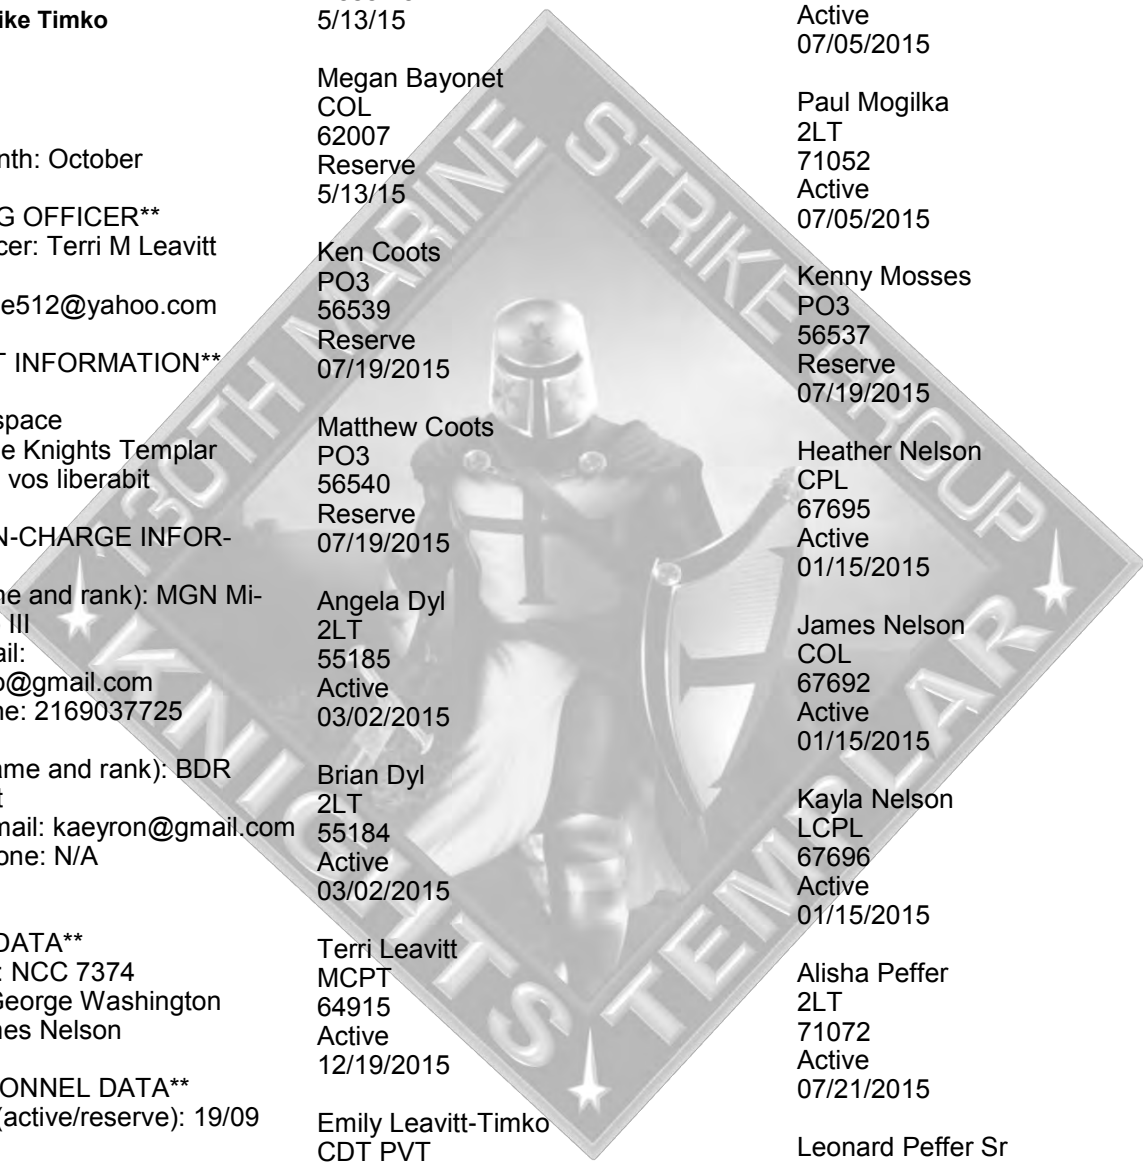 ike Timko
nth: October
G OFFICER**
cer: Terri M Leavitt
e512@yahoo.com
T INFORMATION**
space
e Knights Templar
vos liberabit
N-CHARGE INFOR-
ne and rank): MGN Mi-
III
ail:
o@gmail.com
ne: 2169037725
ame and rank): BDR
t
mail: kaeyron@gmail.com
one: N/A
DATA**
: NCC 7374
George Washington
nes Nelson
ONNEL DATA**
(active/reserve): 19/09
5/13/15
Megan Bayonet
COL
62007
Reserve
5/13/15
Ken Coots
PO3
56539
Reserve
07/19/2015
Matthew Coots
PO3
56540
Reserve
07/19/2015
Angela Dyl
2LT
55185
Active
03/02/2015
Brian Dyl
2LT
55184
Active
03/02/2015
Terri Leavitt
MCPT
64915
Active
12/19/2015
Emily Leavitt-Timko
CDT PVT
Active
07/05/2015
Paul Mogilka
2LT
71052
Active
07/05/2015
Kenny Mosses
PO3
56537
Reserve
07/19/2015
Heather Nelson
CPL
67695
Active
01/15/2015
James Nelson
COL
67692
Active
01/15/2015
Kayla Nelson
LCPL
67696
Active
01/15/2015
Alisha Peffer
2LT
71072
Active
07/21/2015
Leonard Peffer Sr
130TH MARINE STRIKE GROUP
KNIGHTS TEMPLAR